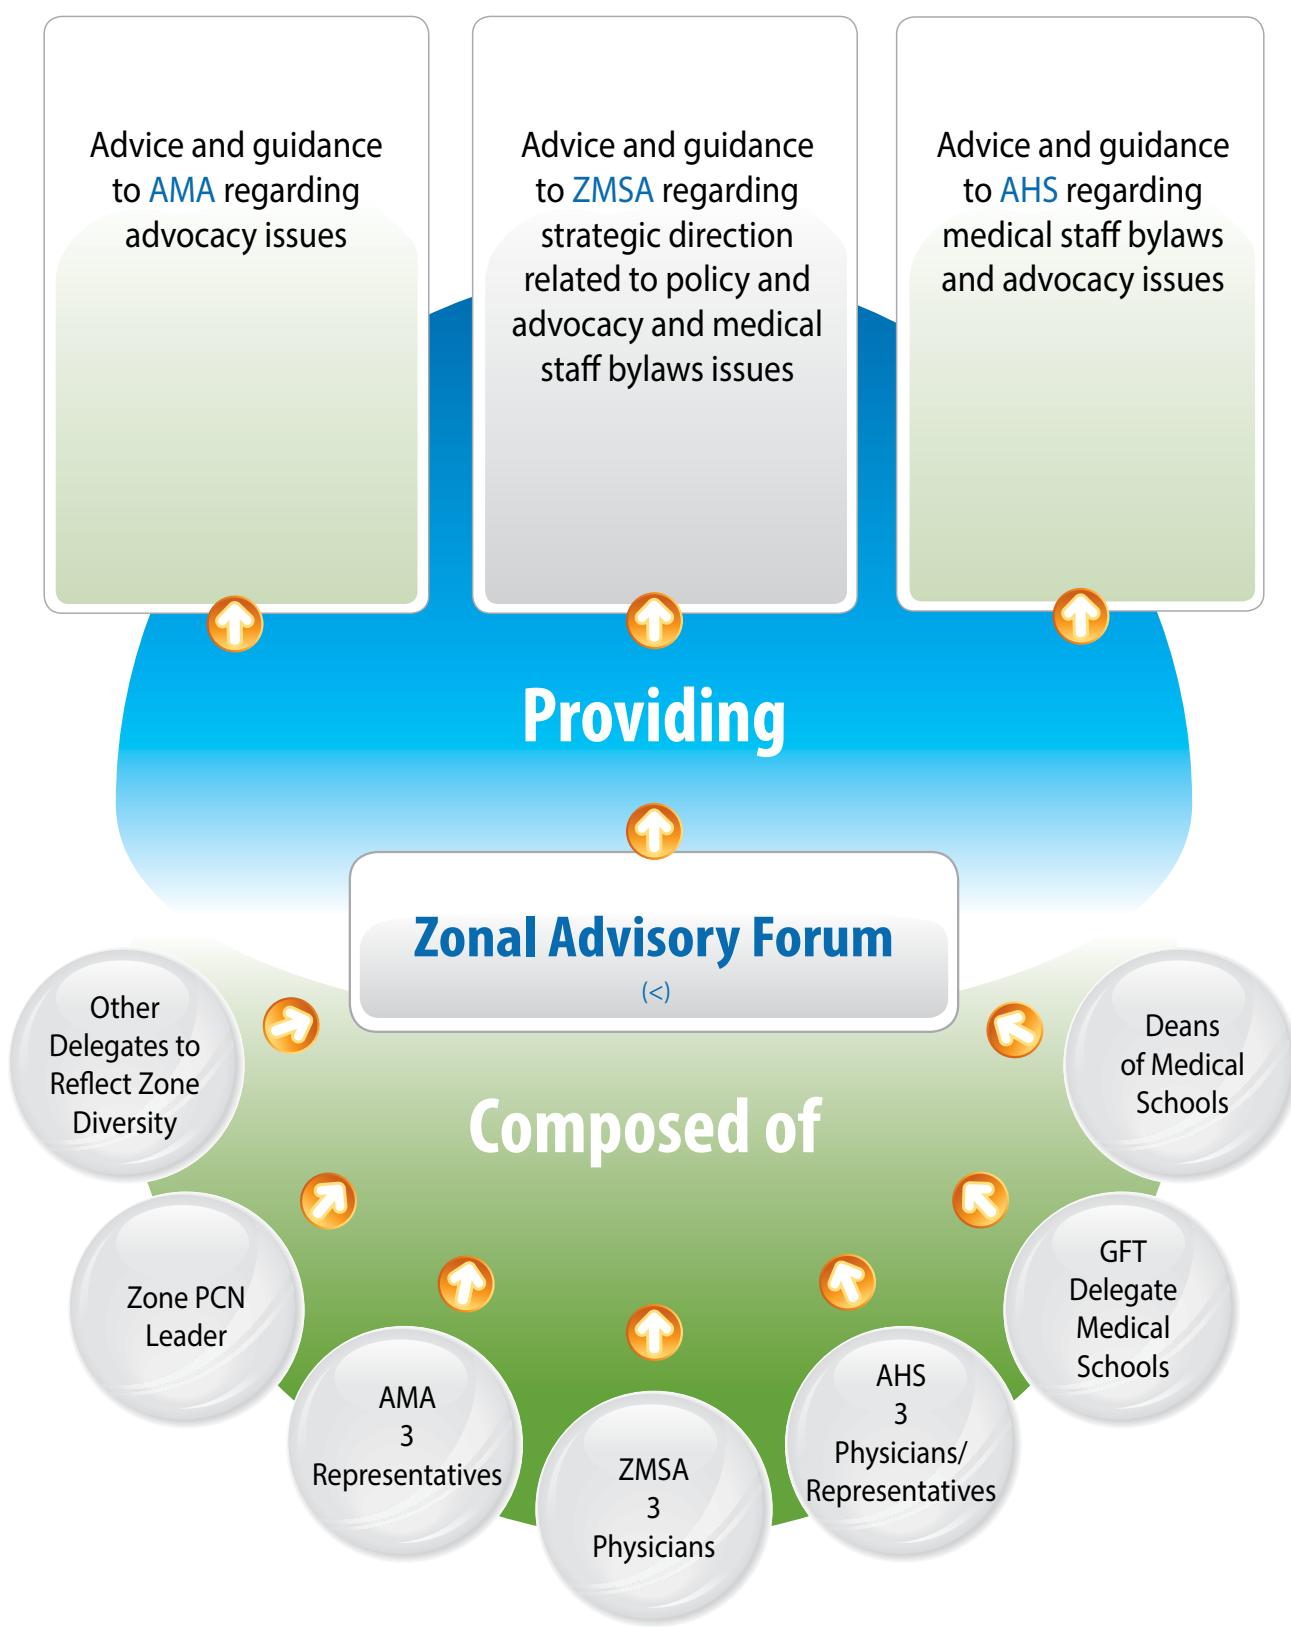 Advice and guidance
to AMA regarding
advocacy issues
Advice and guidance
to ZMSA regarding
strategic direction
related to policy and
advocacy and medical
staff bylaws issues
Advice and guidance
to AHS regarding
medical staff bylaws
and advocacy issues
Providing
Zonal Advisory Forum
(<)
Composed of
Other
Delegates to
Reflect Zone
Diversity
Zone PCN
Leader
AMA
3
Representatives
ZMSA
3
Physicians
AHS
3
Physicians/
Representatives
GFT
Delegate
Medical
Schools
Deans
of Medical
Schools